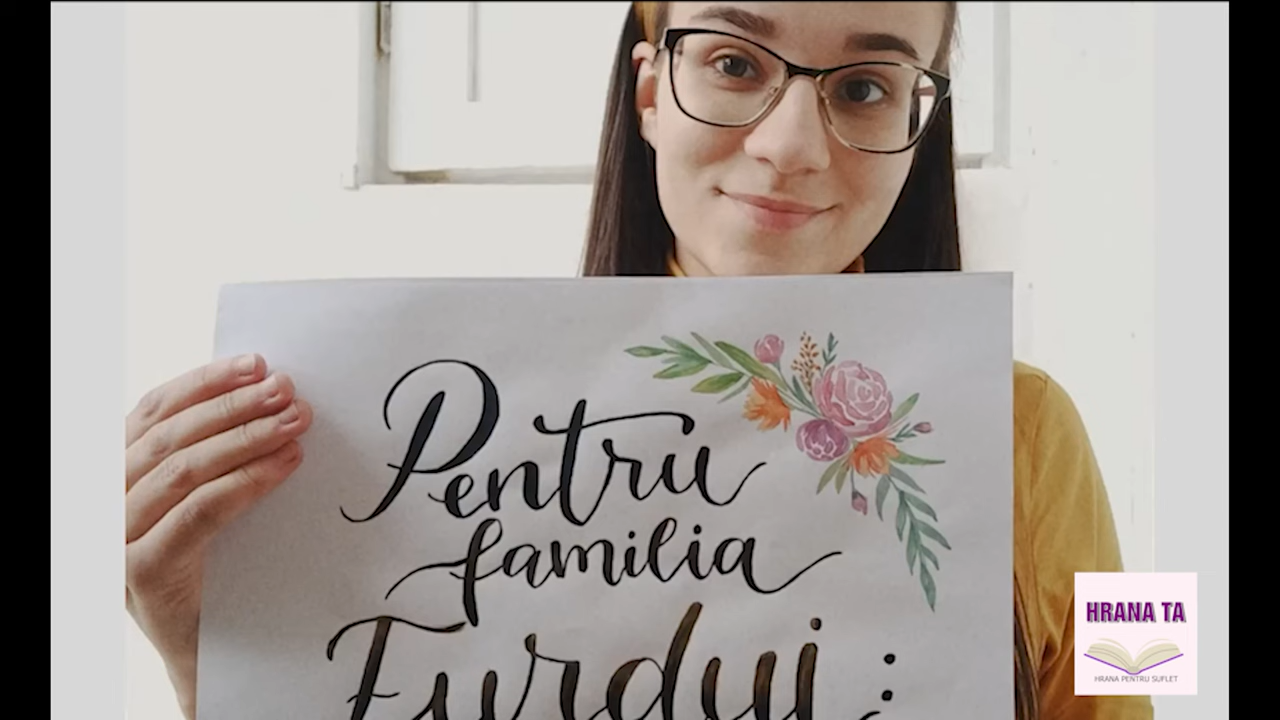 Pentru
familia
Furdui:
HRANA TA
HRANA PENTRU SUFLET